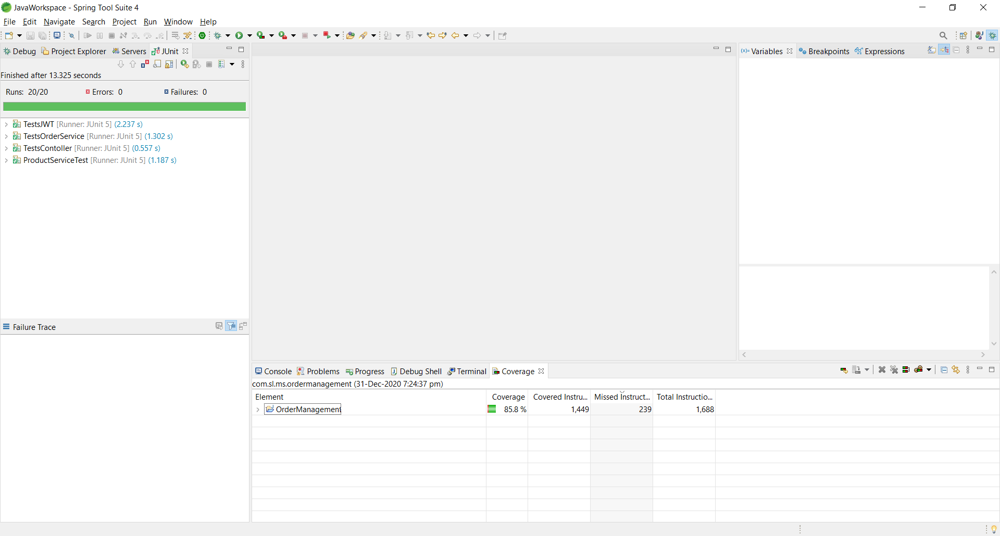 JavaWorkspace - Spring Tool Suite 4
File Edit Navigate Search Project Run Window Help
Debug Project Explorer Servers JUnit
Finished after 13.325 seconds
Runs: 20/20 Errors: 0 Failures: 0
TestsJWT [Runner: JUnit 5] (2.237 s)
TestsOrderService [Runner: JUnit 5] (1.302 s)
TestsContoller [Runner: JUnit 5] (0.557 s)
ProductServiceTest [Runner: JUnit 5] (1.187 s)
Failure Trace
(x)= Variables Breakpoints Expressions
Console Problems Progress Debug Shell Terminal Coverage
com.sl.ms.ordermanagement (31-Dec-2020 7:24:37 pm)
Element Coverage Covered Instru... Missed Instruct... Total Instructio...
OrderManagement 85.8 % 1,449 239 1,688